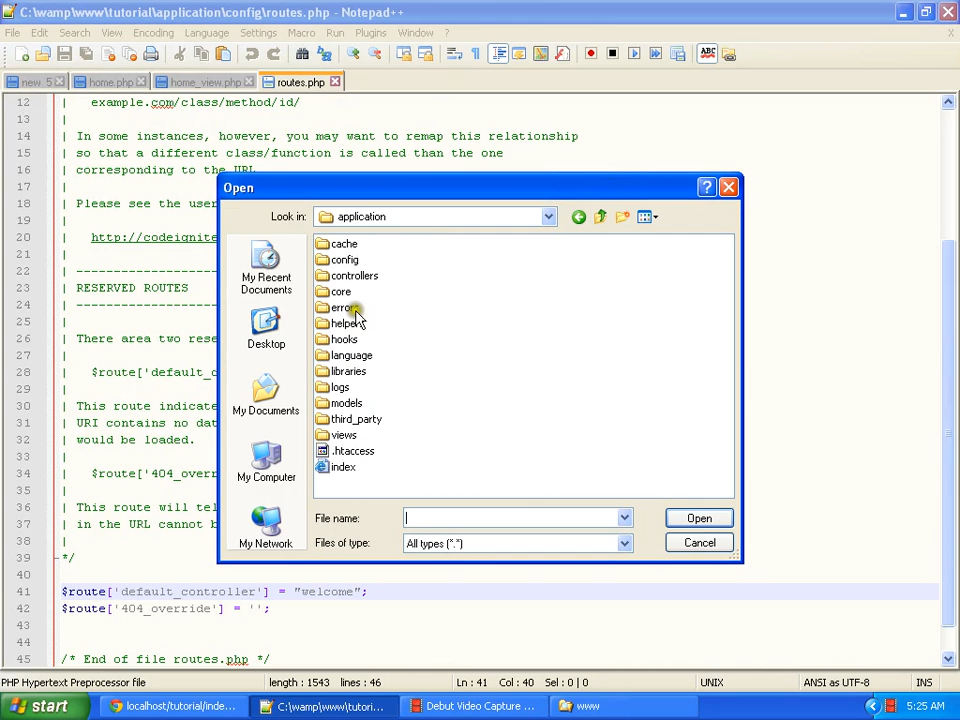 C:\wamp\www\tutorial\application\config\routes.php - Notepad++
File Edit Search View Encoding Language Settings Macro Run Plugins Window ? X
ABC
new 5 home.php home_view.php routes.php
12 | example.com/class/method/id/
13 |
14 | In some instances, however, you may want to remap this relationship
15 | so that a different class/function is called than the one
16 | corresponding to the URL
17 |
18 | Please see the user
19 |
20 | http://codeignite
21 |
22 | -----------------
23 | RESERVED ROUTES
24 | -----------------
25 |
26 | There area two rese
27 |
28 | $route['default_c
29 |
30 | This route indicate
31 | URI contains no dat
32 | would be loaded.
33 |
34 | $route['404_over
35 |
36 | This route will tel
37 | in the URL cannot b
38 |
39 */
40
41 $route['default_controller'] = "welcome";
42 $route['404_override'] = '';
43
44
45 /* End of file routes.php */
Open
?
Look in: application
My Recent Documents
Desktop
My Documents
My Computer
My Network
cache
config
controllers
core
errors
helpe
hooks
language
libraries
logs
models
third_party
views
.htaccess
index
File name: Open
Files of type: All types (*.*) Cancel
PHP Hypertext Preprocessor file length : 1543 lines : 46 Ln : 41 Col : 40 Sel : 0 | 0 UNIX ANSI as UTF-8 INS
start localhost/tutorial/inde... C:\wamp\www\tutori... Debut Video Capture ... www 5:25 AM